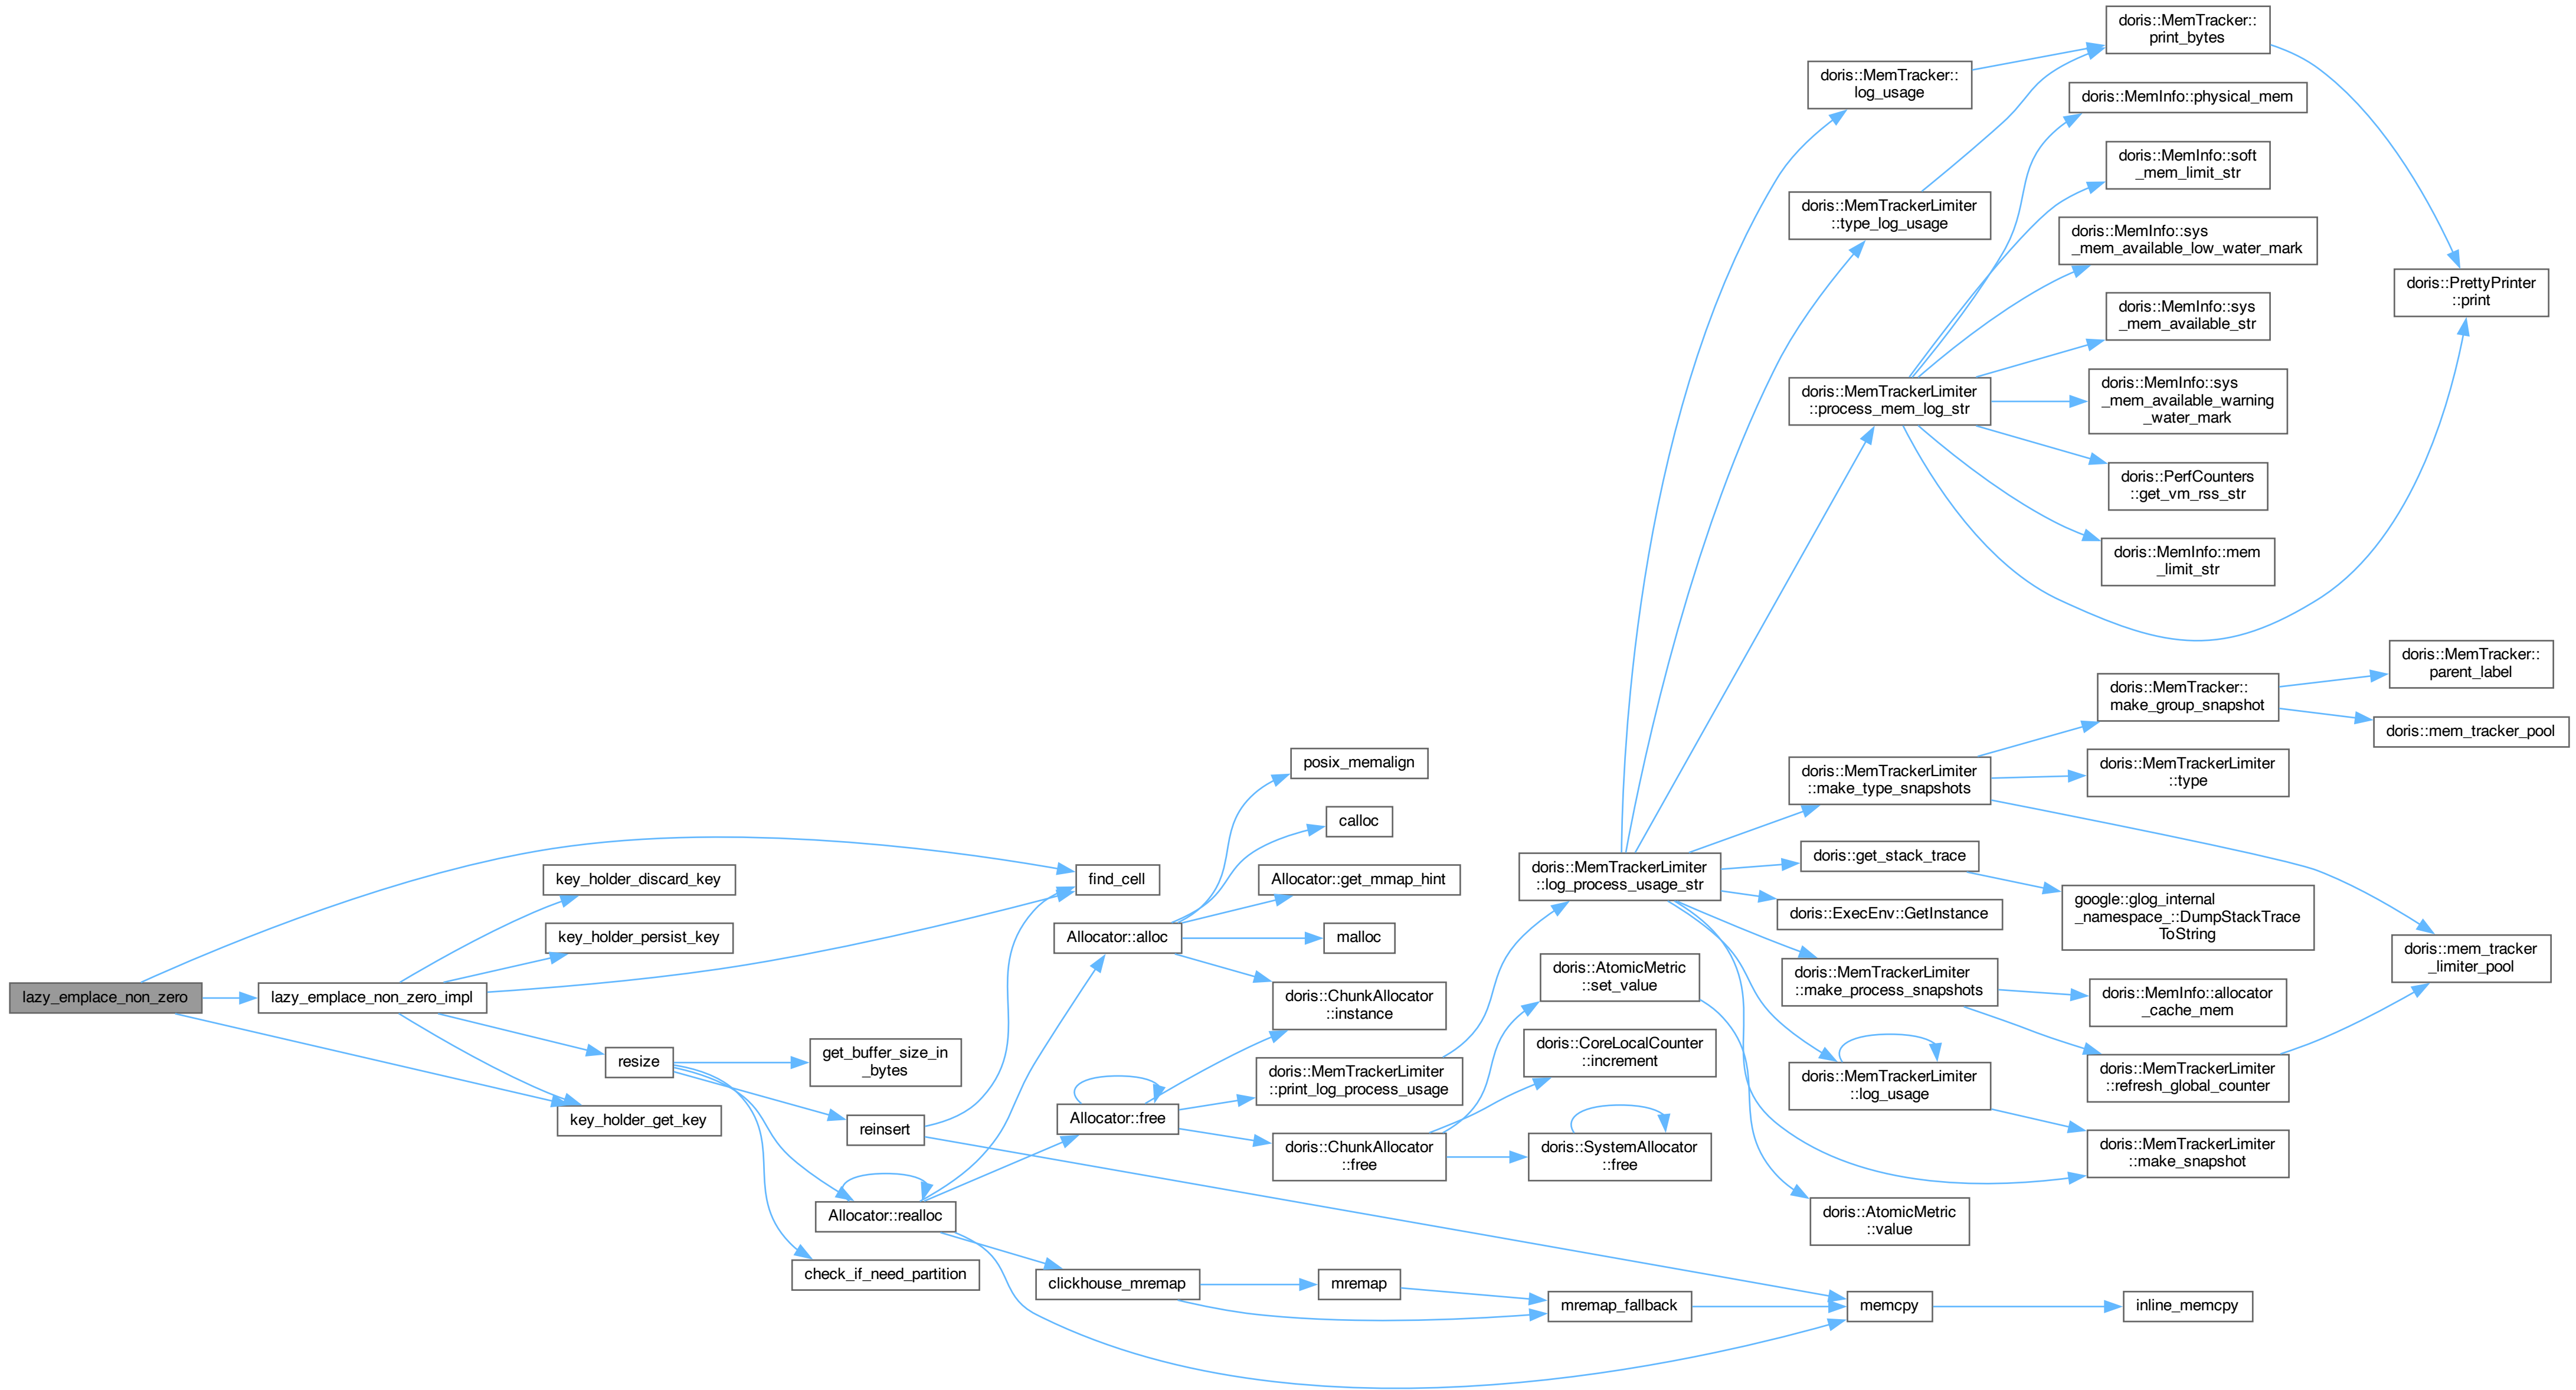 lazy_emplace_non_zero
lazy_emplace_non_zero_impl
key_holder_discard_key
key_holder_persist_key
resize
key_holder_get_key
get_buffer_size_in
_bytes
reinsert
Allocator::realloc
check_if_need_partition
find_cell
Allocator::alloc
Allocator::free
clickhouse_mremap
posix_memalign
calloc
Allocator::get_mmap_hint
malloc
doris::ChunkAllocator
::instance
doris::MemTrackerLimiter
::print_log_process_usage
doris::ChunkAllocator
::free
mremap
doris::MemTrackerLimiter
::log_process_usage_str
doris::AtomicMetric
::set_value
doris::CoreLocalCounter
::increment
doris::SystemAllocator
::free
mremap_fallback
doris::MemTracker::
log_usage
doris::MemTrackerLimiter
::type_log_usage
doris::MemTrackerLimiter
::process_mem_log_str
doris::MemTrackerLimiter
::make_type_snapshots
doris::get_stack_trace
doris::ExecEnv::GetInstance
doris::MemTrackerLimiter
::make_process_snapshots
doris::MemTrackerLimiter
::log_usage
doris::AtomicMetric
::value
memcpy
doris::MemTracker::
print_bytes
doris::MemInfo::physical_mem
doris::MemInfo::soft
_mem_limit_str
doris::MemInfo::sys
_mem_available_low_water_mark
doris::MemInfo::sys
_mem_available_str
doris::MemInfo::sys
_mem_available_warning
_water_mark
doris::PerfCounters
::get_vm_rss_str
doris::MemInfo::mem
_limit_str
doris::MemTracker::
make_group_snapshot
doris::MemTrackerLimiter
::type
google::glog_internal
_namespace_::DumpStackTrace
ToString
doris::MemInfo::allocator
_cache_mem
doris::MemTrackerLimiter
::refresh_global_counter
doris::MemTrackerLimiter
::make_snapshot
inline_memcpy
doris::PrettyPrinter
::print
doris::MemTracker::
parent_label
doris::mem_tracker_pool
doris::mem_tracker
_limiter_pool